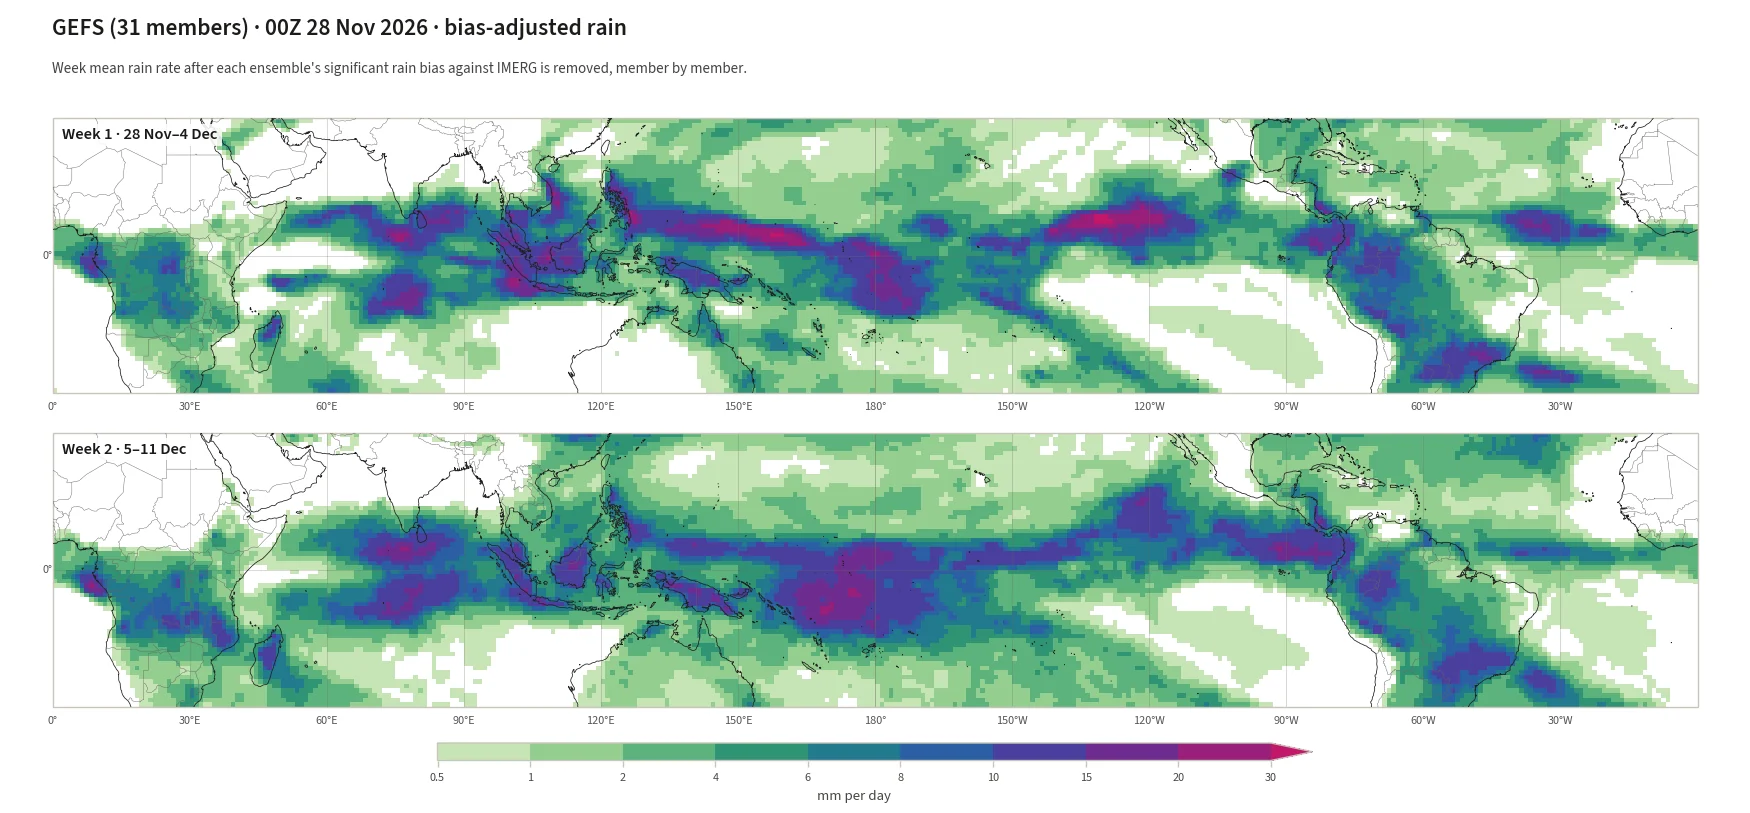 GEFS (31 members) · 00Z 28 Nov 2026 · bias-adjusted rain
Week mean rain rate after each ensemble's significant rain bias against IMERG is removed, member by member.
Week 1 · 28 Nov–4 Dec
0°
0° 30°E 60°E 90°E 120°E 150°E 180° 150°W 120°W 90°W 60°W 30°W
Week 2 · 5–11 Dec
0°
0° 30°E 60°E 90°E 120°E 150°E 180° 150°W 120°W 90°W 60°W 30°W
0.5 1 2 4 6 8 10 15 20 30
mm per day